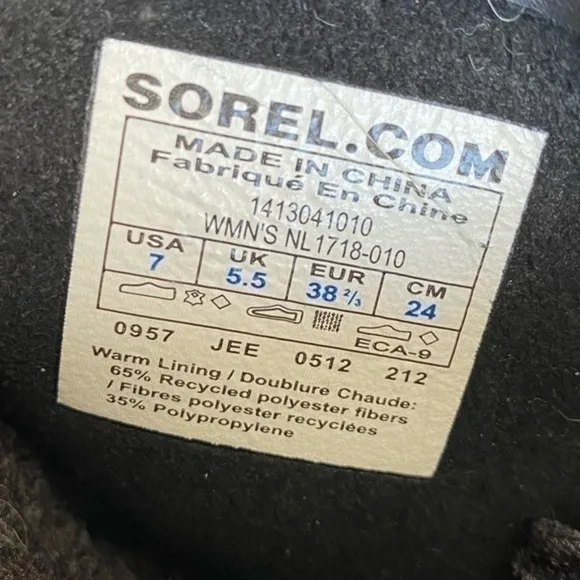 SOREL.COM
MADE IN CHINA
Fabriqué En Chine
1413041010
WMN'S NL1718-010
USA UK EUR CM
7 5.5 38 2/3 24
ECA-9
0957 JEE 0512 212
Warm Lining / Doublure Chaude:
65% Recycled polyester fibers
/ Fibres polyester recyclées
35% Polypropylene